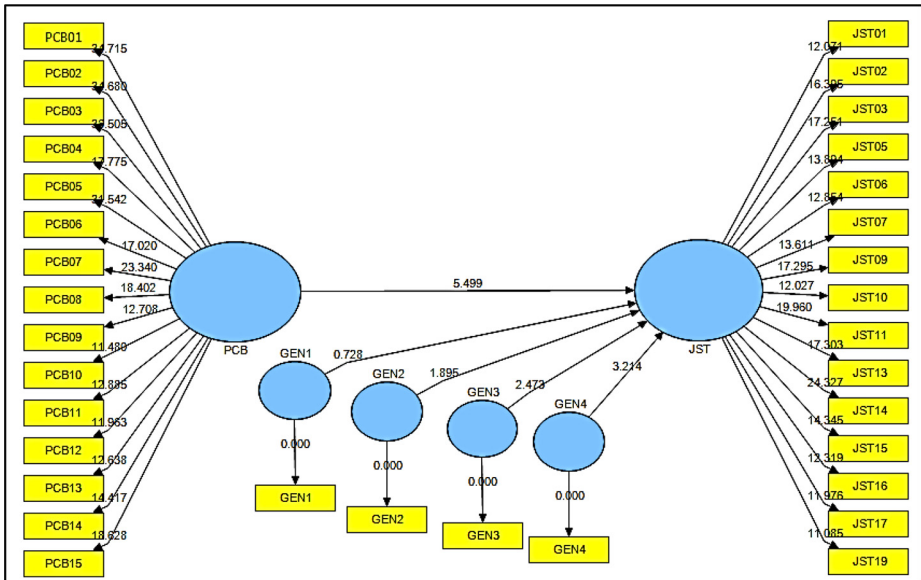 PCB01
PCB02
PCB03
PCB04
17.775
PCB05
PCB06
17.020
PCB07
23.340
PCB08
18.402
PCB09
12.708
PCB10
11.480
PCB11
PCB12
11.963
PCB13
12.638
PCB14
14.417
PCB15
18.628
PCB
5.499
GEN1
0.728
GEN2
1.895
GEN3
2.473
GEN4
3.214
0.000
0.000
0.000
0.000
GEN1
GEN2
GEN3
GEN4
JST
JST01
12.071
JST02
JST03
17.251
JST05
13.894
JST06
12.854
JST07
13.611
JST09
17.295
JST10
12.027
JST11
19.960
JST13
17.303
JST14
24.327
JST15
14.345
JST16
12.319
JST17
11.976
JST19
11.085